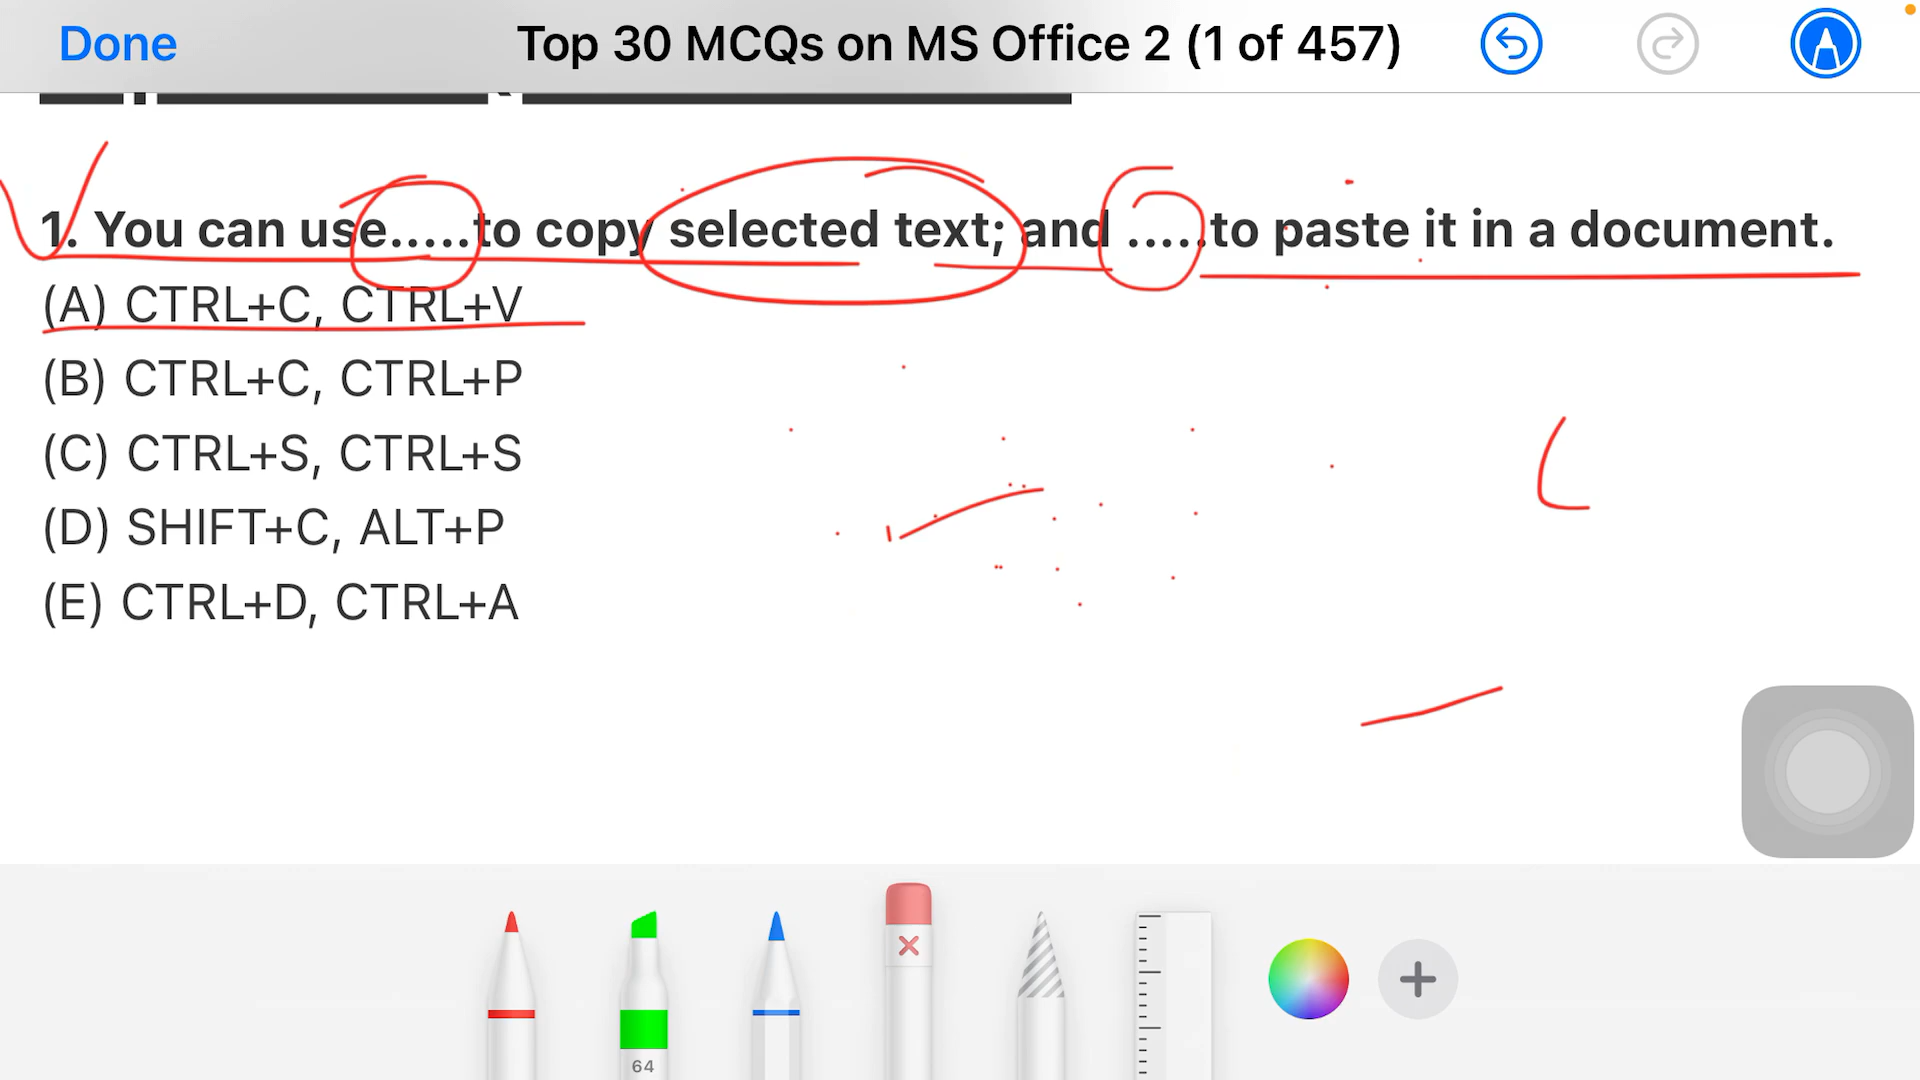 Done
Top 30 MCQs on MS Office 2 (1 of 457)
1. You can use.....to copy selected text; and .....to paste it in a document.
(A) CTRL+C, CTRL+V
(B) CTRL+C, CTRL+P
(C) CTRL+S, CTRL+S
(D) SHIFT+C, ALT+P
(E) CTRL+D, CTRL+A
64